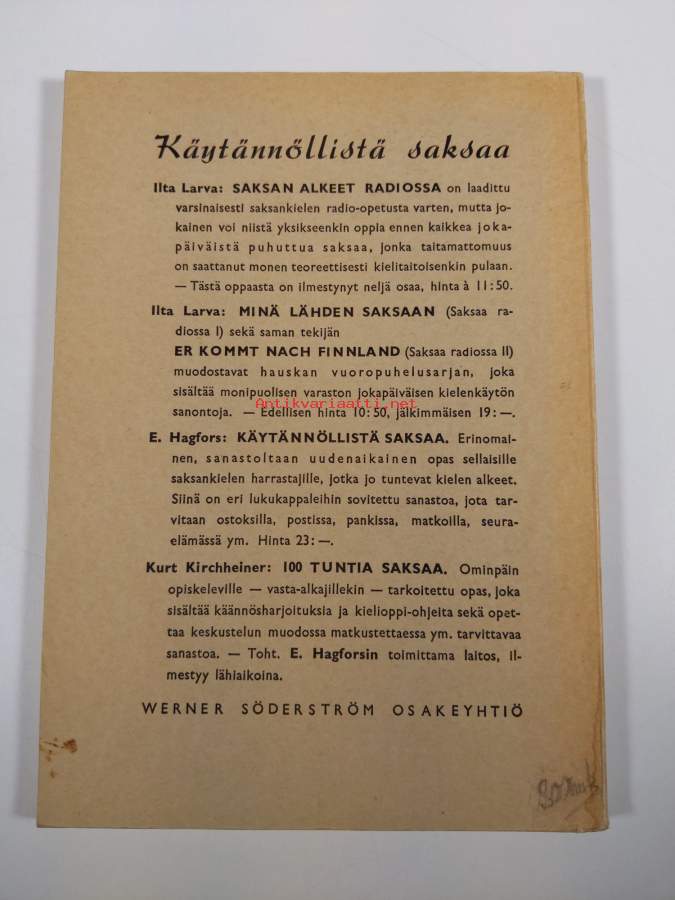 Käytännöllistä saksaa
Ilta Larva: SAKSAN ALKEET RADIOSSA on laadittu
varsinaisesti saksankielen radio-opetusta varten, mutta jo-
kainen voi niistä yksikseenkin oppia ennen kaikkea joka-
päiväistä puhuttua saksaa, jonka taitamattomuus
on saattanut monen teoreettisesti kielitaitoisenkin pulaan.
— Tästä oppaasta on ilmestynyt neljä osaa, hinta à 11:50.
Ilta Larva: MINÄ LÄHDEN SAKSAAN (Saksaa ra-
diossa I) sekä saman tekijän
ER KOMMT NACH FINNLAND (Saksaa radiossa II)
muodostavat hauskan vuoropuhelusarjan, joka
sisältää monipuolisen varaston jokapäiväisen kielenkäytön
Antikvariaatti.net
sanontoja. — Edellisen hinta 10:50, jälkimmäisen 19:—.
E. Hagfors: KÄYTÄNNÖLLISTÄ SAKSAA. Erinomai-
nen, sanastoltaan uudenaikainen opas sellaisille
saksankielen harrastajille, jotka jo tuntevat kielen alkeet.
Siinä on eri lukukappaleihin sovitettu sanastoa, jota tar-
vitaan ostoksilla, postissa, pankissa, matkoilla, seura-
elämässä ym. Hinta 23:—.
Kurt Kirchheiner: 100 TUNTIA SAKSAA. Ominpäin
opiskeleville — vasta-alkajillekin — tarkoitettu opas, joka
sisältää käännösharjoituksia ja kielioppi-ohjeita sekä opet-
taa keskustelun muodossa matkustettaessa ym. tarvittavaa
sanastoa. — Toht. E. Hagforsin toimittama laitos, il-
mestyy lähiaikoina.
WERNER SÖDERSTRÖM OSAKEYHTIÖ